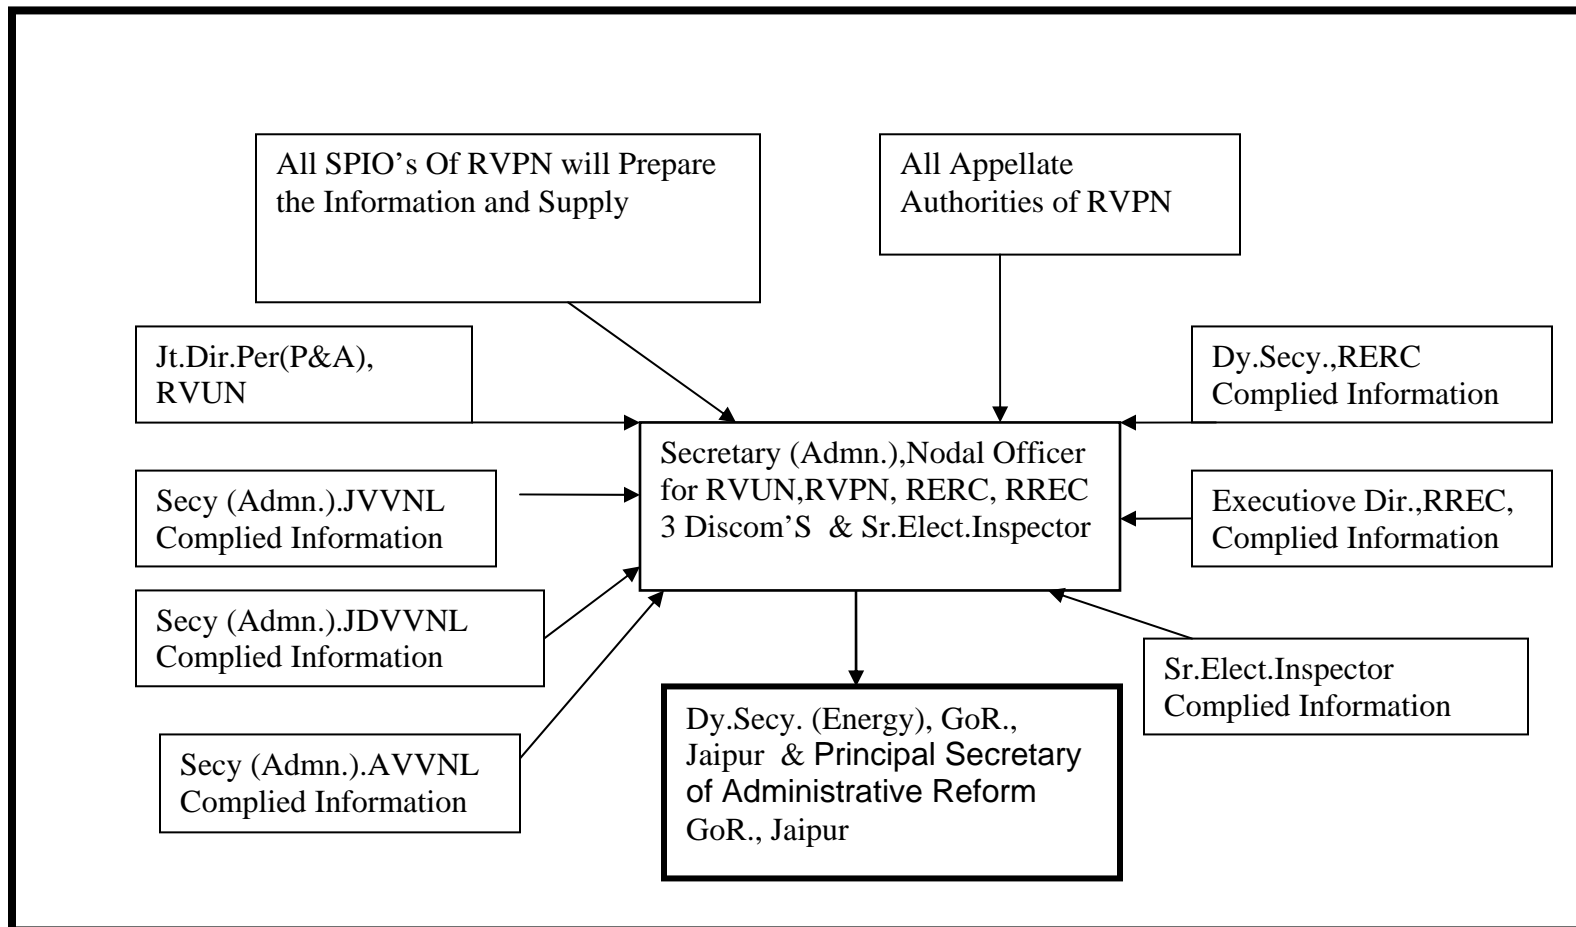 All SPIO’s Of RVPN will Prepare
the Information and Supply
All Appellate
Authorities of RVPN
Jt.Dir.Per(P&A),
RVUN
Dy.Secy.,RERC
Complied Information
Secretary (Admn.),Nodal Officer
for RVUN,RVPN, RERC, RREC
3 Discom’S & Sr.Elect.Inspector
Secy (Admn.).JVVNL
Complied Information
Executiove Dir.,RREC,
Complied Information
Secy (Admn.).JDVVNL
Complied Information
Sr.Elect.Inspector
Complied Information
Secy (Admn.).AVVNL
Complied Information
Dy.Secy. (Energy), GoR.,
Jaipur & Principal Secretary
of Administrative Reform
GoR., Jaipur